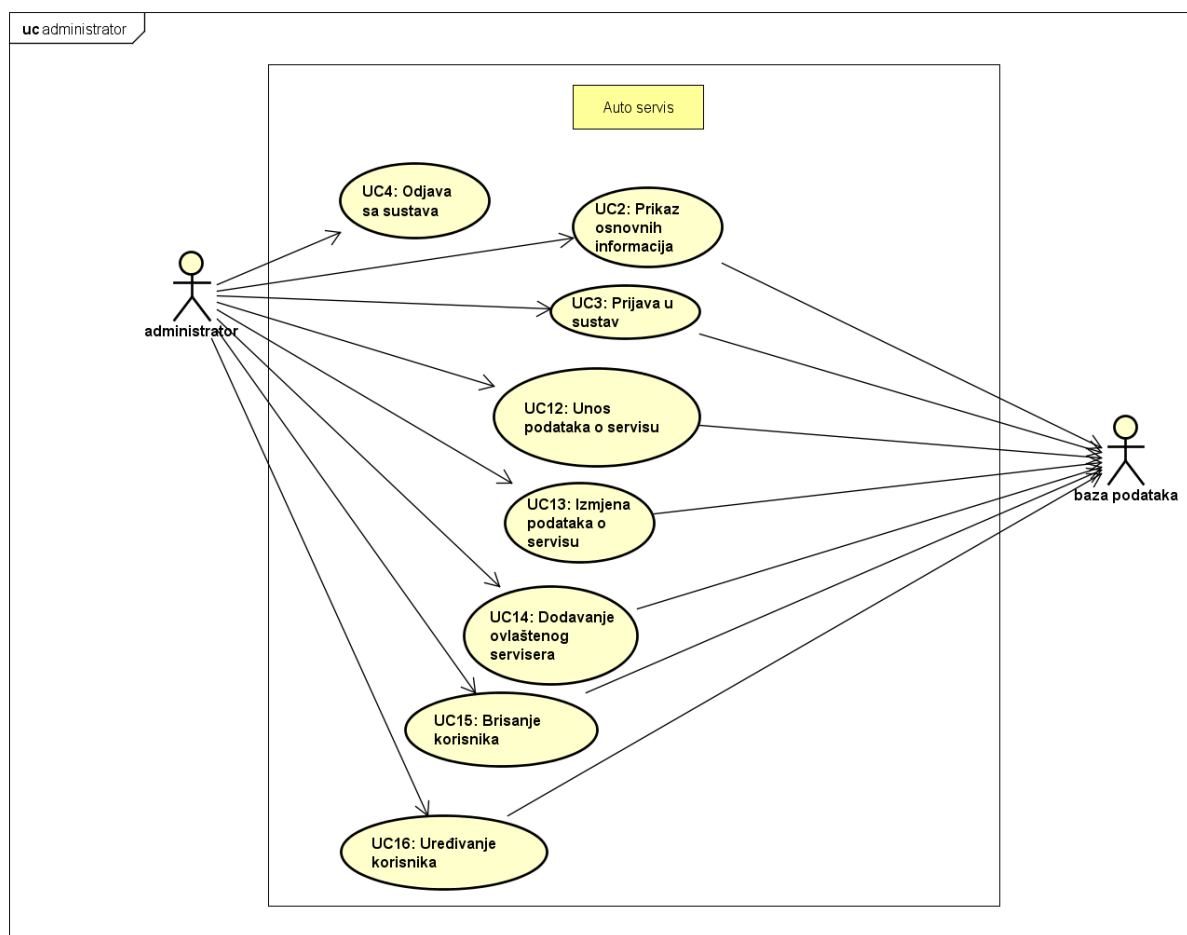 uc administrator
Auto servis
UC4: Odjava
sa sustava
UC2: Prikaz
osnovnih
informacija
UC3: Prijava u
sustav
administrator
UC12: Unos
podataka o servisu
baza podataka
UC13: Izmjena
podataka o
servisu
UC14: Dodavanje
ovlaštenog
servisera
UC15: Brisanje
korisnika
UC16: Uređivanje
korisnika